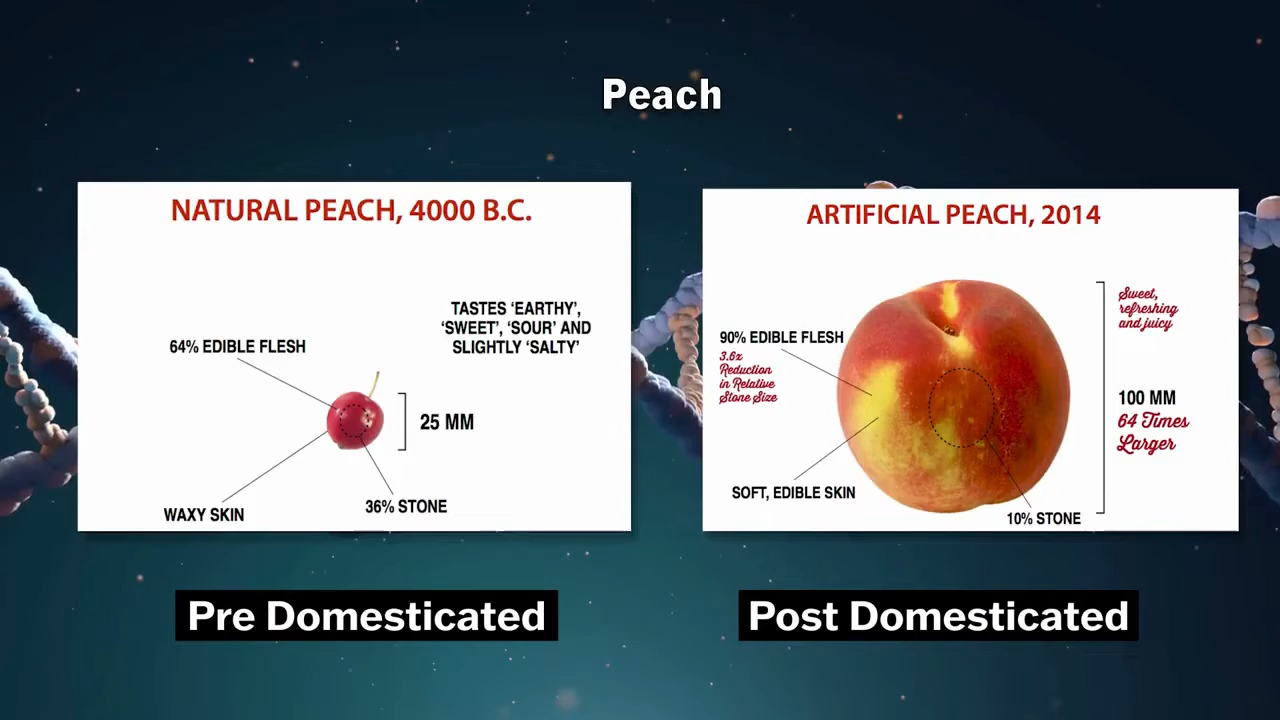 Peach
NATURAL PEACH, 4000 B.C.
TASTES ‘EARTHY’,
‘SWEET’, ‘SOUR’ AND
SLIGHTLY ‘SALTY’
64% EDIBLE FLESH
25 MM
WAXY SKIN
36% STONE
Pre Domesticated
ARTIFICIAL PEACH, 2014
Sweet,
refreshing
and juicy
90% EDIBLE FLESH
3.6x
Reduction
in Relative
Stone Size
100 MM
64 Times
Larger
SOFT, EDIBLE SKIN
10% STONE
Post Domesticated